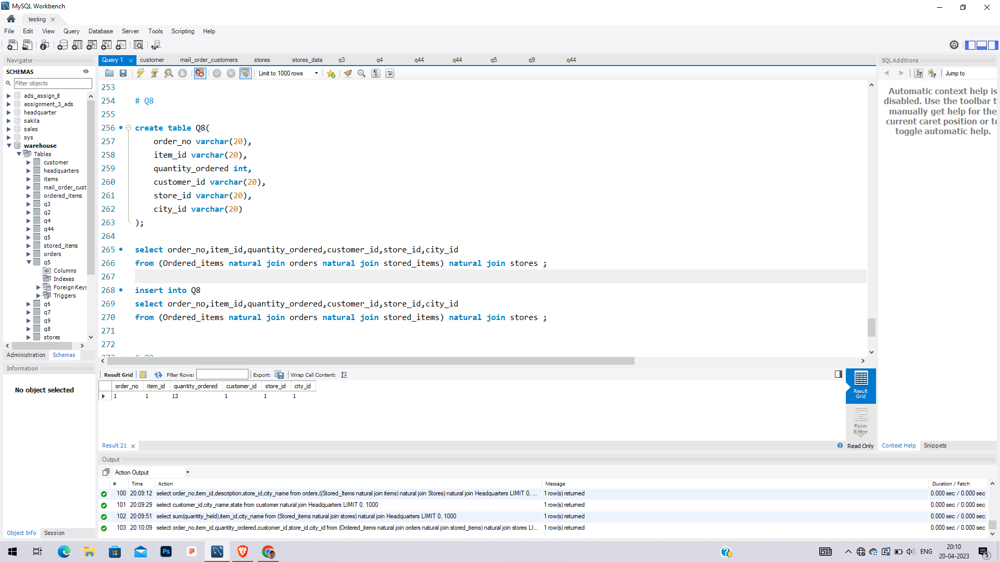 MySQL Workbench
testing
File Edit View Query Database Server Tools Scripting Help
Navigator
SCHEMAS
Filter objects
ads_assign_8
assignment_3_ads
headquarter
sakila
sales
sys
warehouse
Tables
customer
headquarters
items
mail_order_cust
ordered_items
q3
q2
q4
q44
q5
stored_items
orders
q5
Columns
Indexes
Foreign Keys
Triggers
q6
q7
q9
q8
stores
Administration Schemas
Information
No object selected
Object Info Session
Query 1 customer mail_order_customers stores stores_data q3 q4 q44 q44 q5 q9 q44
Limit to 1000 rows
253
254 # Q8
255
256 create table Q8(
257 order_no varchar(20),
258 item_id varchar(20),
259 quantity_ordered int,
260 customer_id varchar(20),
261 store_id varchar(20),
262 city_id varchar(20)
263 );
264
265 select order_no,item_id,quantity_ordered,customer_id,store_id,city_id
266 from (Ordered_items natural join orders natural join stored_items) natural join stores ;
267
268 insert into Q8
269 select order_no,item_id,quantity_ordered,customer_id,store_id,city_id
270 from (Ordered_items natural join orders natural join stored_items) natural join stores ;
271
272
Result Grid Filter Rows: Export: Wrap Cell Content:
order_no item_id quantity_ordered customer_id store_id city_id
1 1 13 1 1 1
Result Grid
Form Editor
Result 21
Read Only
SQLAdditions
Jump to
Automatic context help is
disabled. Use the toolbar t
manually get help for the
current caret position or to
toggle automatic help.
Context Help Snippets
Output
Action Output
# Time Action Message Duration / Fetch
100 20:09:12 select order_no,item_id,description,store_id,city_name from orders,((Stored_Items natural join items) natural join Stores) natural join Headquarters LIMIT 0, ... 1 row(s) returned 0.000 sec / 0.000 sec
101 20:09:29 select customer_id,city_name,state from customer natural join Headquarters LIMIT 0, 1000 1 row(s) returned 0.000 sec / 0.000 sec
102 20:09:51 select sum(quantity_held),item_id,city_name from (Stored_items natural join stores) natural join Headquarters LIMIT 0, 1000 1 row(s) returned 0.000 sec / 0.000 sec
103 20:10:09 select order_no,item_id,quantity_ordered,customer_id,store_id,city_id from (Ordered_items natural join orders natural join stored_items) natural join stores LI... 1 row(s) returned 0.000 sec / 0.000 sec
Ps
ENG
20:10
20-04-2023
5